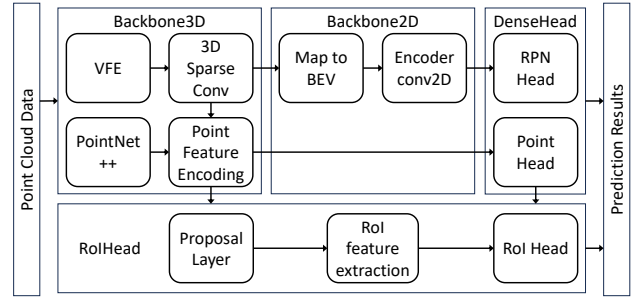 Backbone3D
Backbone2D
DenseHead
Point Cloud Data
VFE
3D
Sparse
Conv
Map to
BEV
Encoder
conv2D
RPN
Head
PointNet
++
Point
Feature
Encoding
Point
Head
RoIHead
Proposal
Layer
RoI
feature
extraction
RoI Head
Prediction Results